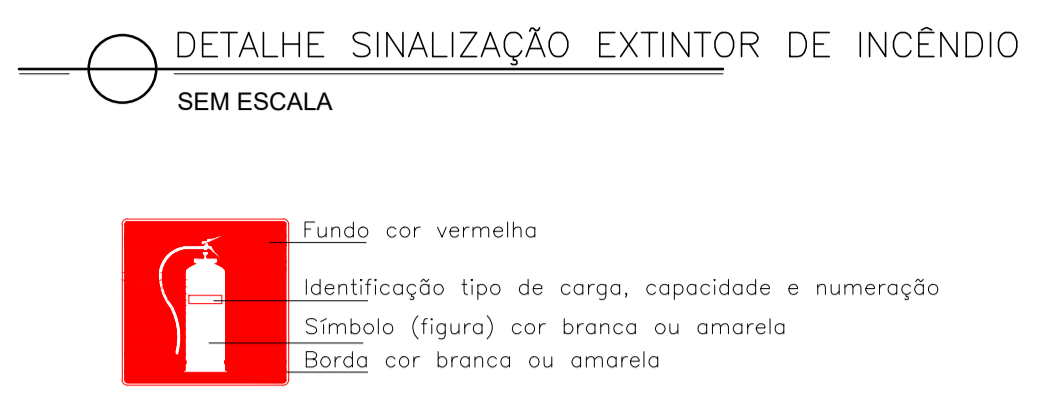 DETALHE SINALIZAÇÃO EXTINTOR DE INCÊNDIO
SEM ESCALA
Fundo cor vermelha
Identificação tipo de carga, capacidade e numeração
Símbolo (figura) cor branca ou amarela
Borda cor branca ou amarela